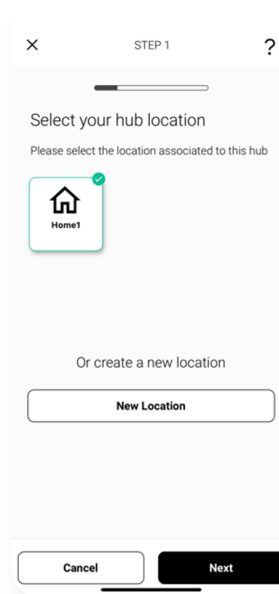 STEP 1
?
Select your hub location
Please select the location associated to this hub
Home1
Or create a new location
New Location
Cancel
Next